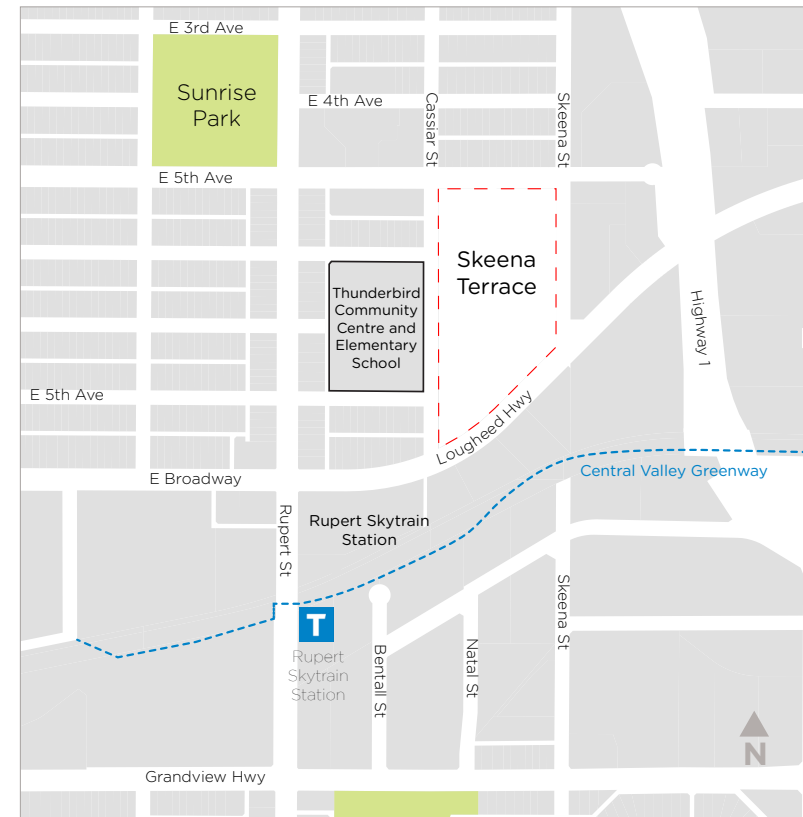 E 3rd Ave
Sunrise
Park
E 4th Ave
Cassiar St
Skeena St
E 5th Ave
Skeena
Terrace
Thunderbird
Community
Centre and
Elementary
School
Highway 1
E 5th Ave
Lougheed Hwy
E Broadway
Central Valley Greenway
Rupert St
Rupert Skytrain
Station
Skeena St
T
Rupert
Skytrain
Station
Bentall St
Natal St
N
Grandview Hwy